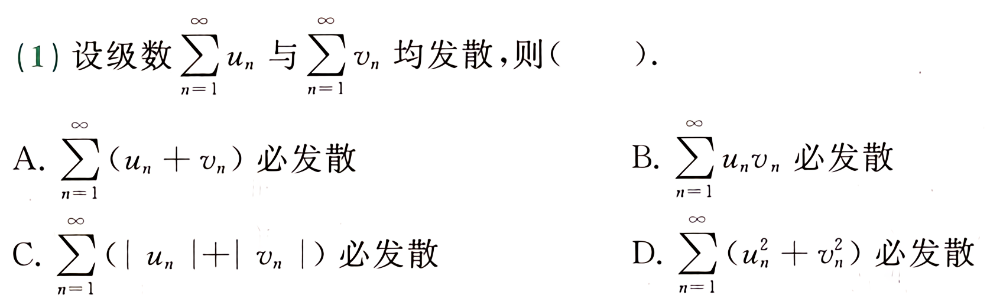 (1) 设级数 $\sum_{n=1}^{\infty} u_n$ 与 $\sum_{n=1}^{\infty} v_n$ 均发散,则(　　).
A. $\sum_{n=1}^{\infty} (u_n + v_n)$ 必发散　　B. $\sum_{n=1}^{\infty} u_n v_n$ 必发散
C. $\sum_{n=1}^{\infty} (| u_n | + | v_n |)$ 必发散　　D. $\sum_{n=1}^{\infty} (u_n^2 + v_n^2)$ 必发散